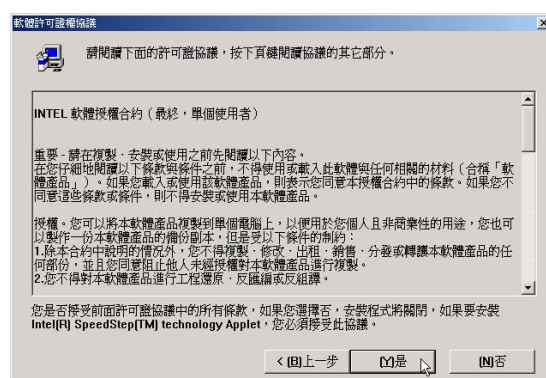 軟體許可證權協議
請閱讀下面的許可證協議，按下頁鍵閱讀協議的其它部分。
INTEL 軟體授權合約（最終，單個使用者）
重要 - 請在複製、安裝或使用之前先閱讀以下內容。
在您仔細地閱讀以下條款與條件之前，不得使用或載入此軟體與任何相關的材料（合稱「軟
體產品」）。如果您載入或使用該軟體產品，則表示您同意本授權合約中的條款。如果您不
同意這些條款或條件，則不得安裝或使用本軟體產品。
授權。您可以將本軟體產品複製到單個電腦上，以便用於您個人且非商業性的用途，您也可
以製作一份本軟體產品的備份副本，但是受以下條件的制約：
1.除本合約中說明的情況外，您不得複製、修改、出租、銷售、分發或轉讓本軟體產品的任
何部份，並且您同意阻止他人未經授權對本軟體產品進行複製。
2.您不得對本軟體產品進行工程還原、反匯編或反組譯。
您是否接受前面許可證協議中的所有條款，如果您選擇否，安裝程式將關閉，如果要安裝
Intel(R) SpeedStep(TM) technology Applet，您必須接受此協議。
< (B)上一步
(Y)是
(N)否